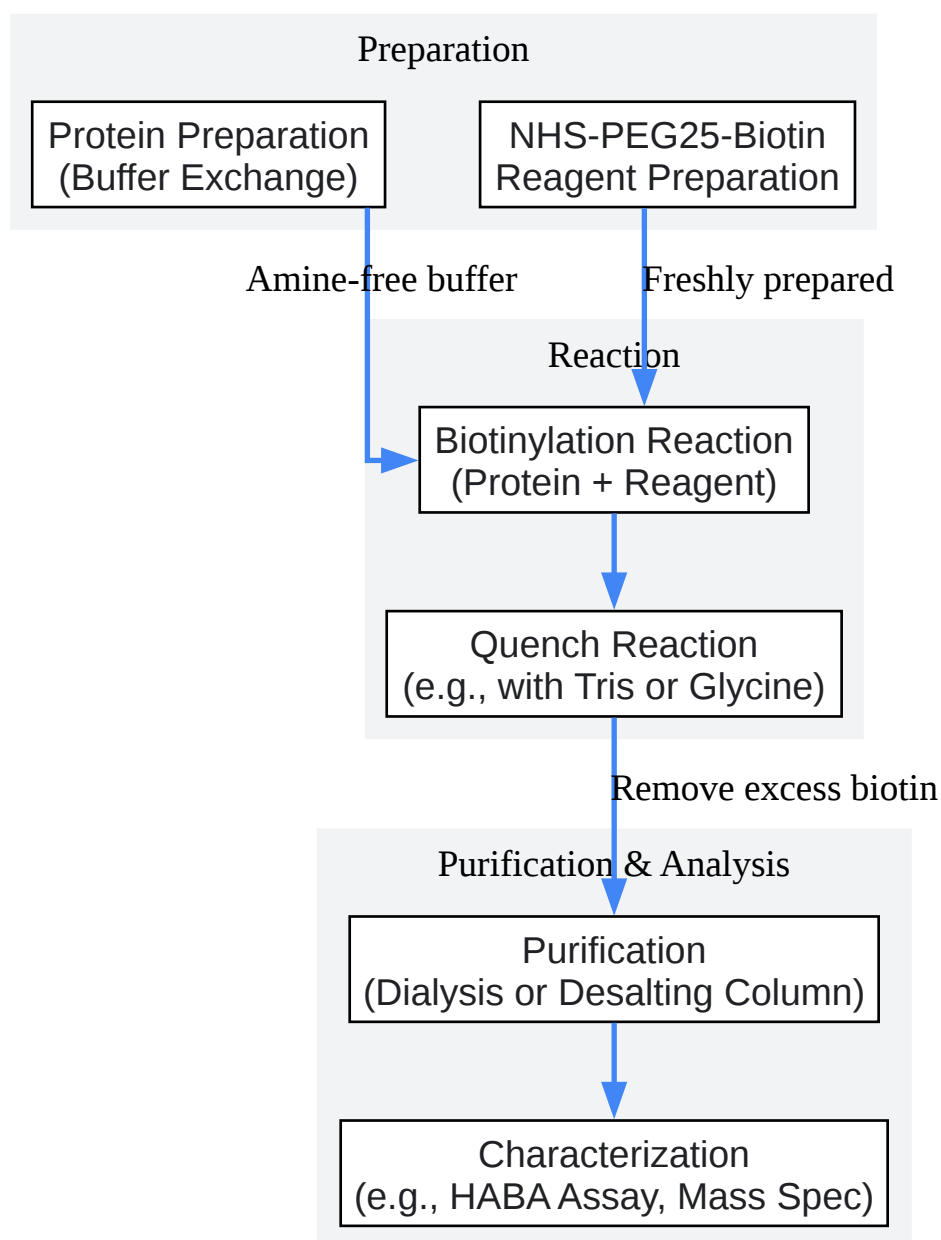 Preparation
Protein Preparation
(Buffer Exchange)
NHS-PEG25-Biotin
Reagent Preparation
Amine-free buffer
Freshly prepared
Reaction
Biotinylation Reaction
(Protein + Reagent)
Quench Reaction
(e.g., with Tris or Glycine)
Remove excess biotin
Purification & Analysis
Purification
(Dialysis or Desalting Column)
Characterization
(e.g., HABA Assay, Mass Spec)